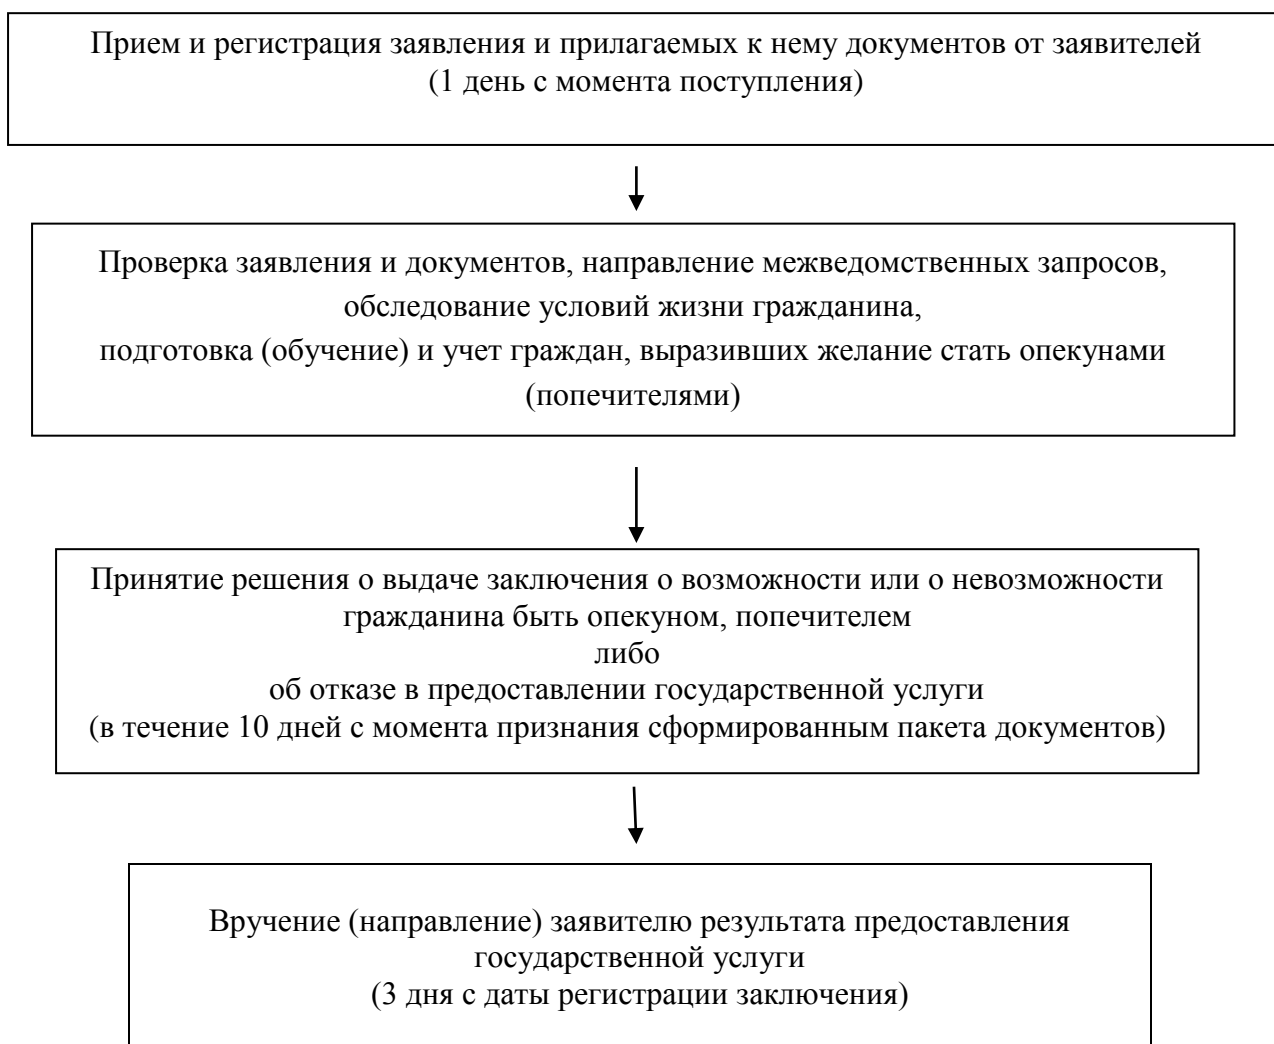 Прием и регистрация заявления и прилагаемых к нему документов от заявителей
(1 день с момента поступления)
Проверка заявления и документов, направление межведомственных запросов,
обследование условий жизни гражданина,
подготовка (обучение) и учет граждан, выразивших желание стать опекунами
(попечителями)
Принятие решения о выдаче заключения о возможности или о невозможности
гражданина быть опекуном, попечителем
либо
об отказе в предоставлении государственной услуги
(в течение 10 дней с момента признания сформированным пакета документов)
Вручение (направление) заявителю результата предоставления
государственной услуги
(3 дня с даты регистрации заключения)